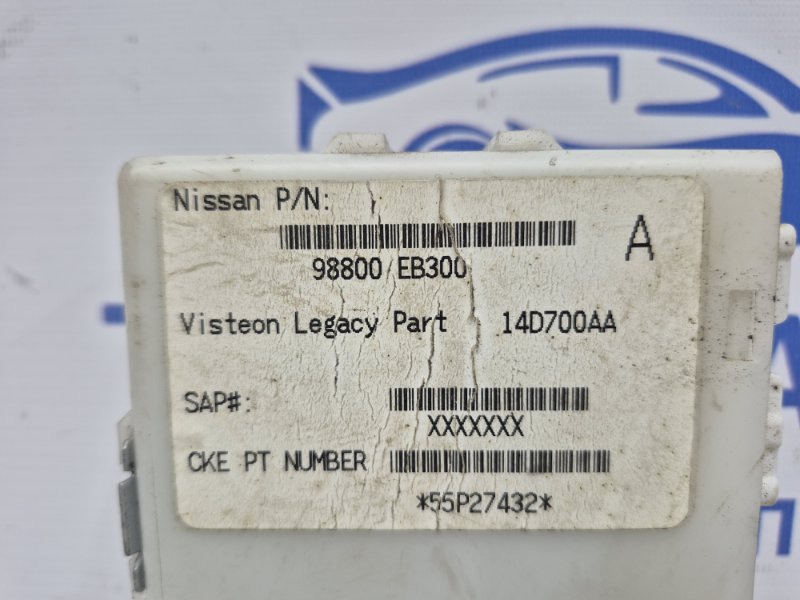 Nissan P/N:
A
98800 EB300
Visteon Legacy Part 14D700AA
SAP#:
XXXXXXX
CKE PT NUMBER
*55P27432*